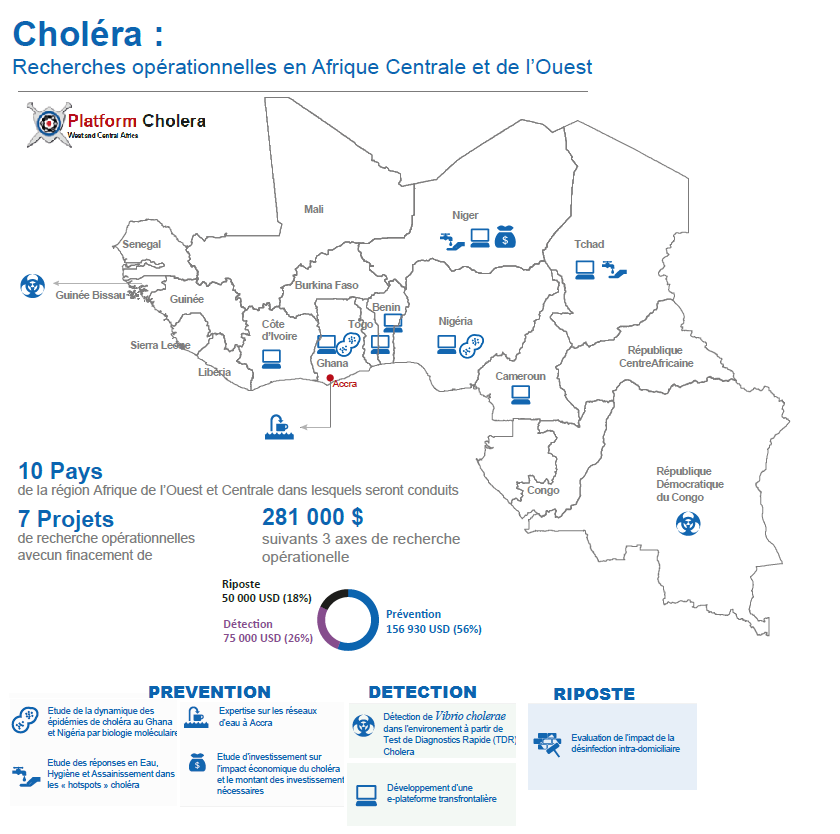 Choléra :
Recherches opérationnelles en Afrique Centrale et de l'Ouest
Platform Cholera
West and Central Africa
Mali
Niger
Tchad
Senegal
Guinée Bissau
Guinée
Burkina Faso
Benin
Togo
Nigéria
Côte
d'Ivoire
Sierra Leone
Libéria
Ghana
Accra
Cameroun
République
CentreAfricaine
Congo
République
Démocratique
du Congo
10 Pays
de la région Afrique de l'Ouest et Centrale dans lesquels seront conduits
7 Projets
de recherche opérationnelles
avecun finacement de
281 000 $
suivants 3 axes de recherche
opérationelle
Riposte
50 000 USD (18%)
Détection
75 000 USD (26%)
Prévention
156 930 USD (56%)
PREVENTION
Etude de la dynamique des
épidémies de choléra au Ghana
et Nigéria par biologie moléculaire
Etude des réponses en Eau,
Hygiène et Assainissement dans
les « hotspots » choléra
Expertise sur les réseaux
d'eau à Accra
$
Etude d'investissement sur
l'impact économique du choléra
et le montant des investissement
nécessaires
DETECTION
Détection de Vibrio cholerae
dans l'environement à partir de
Test de Diagnostics Rapide (TDR)
Cholera
Développement d'une
e-plateforme transfrontalière
RIPOSTE
Evaluation de l'impact de la
désinfection intra-domiciliaire